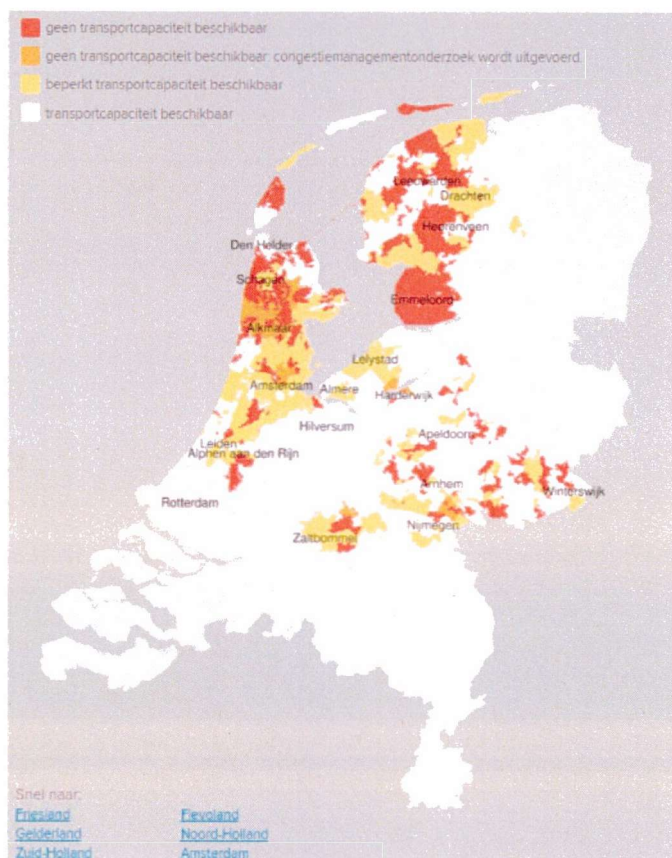 geen transportcapaciteit beschikbaar
geen transportcapaciteit beschikbaar: congestiemanagementonderzoek wordt uitgevoerd
beperkt transportcapaciteit beschikbaar
transportcapaciteit beschikbaar
Leeuwarden
Drachten
Heerenveen
Den Helder
Schagen
Emmeloord
Alkmaar
Lelystad
Amsterdam
Almere
Harderwijk
Hilversum
Apeldoorn
Leiden
Alphen aan den Rijn
Arnhem
Winterswijk
Rotterdam
Nijmegen
Zaltbommel
Snel naar:
Friesland
Flevoland
Gelderland
Noord-Holland
Zuid-Holland
Amsterdam